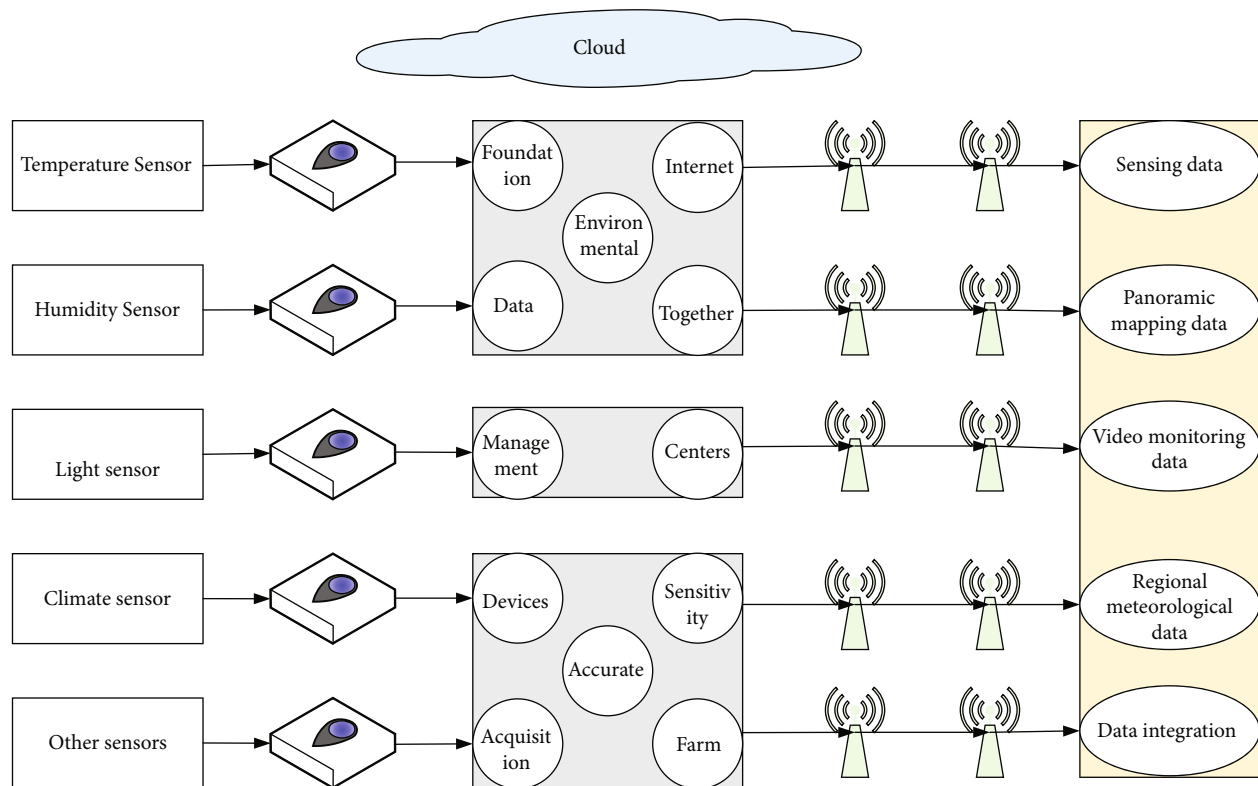 Cloud
Temperature Sensor
Foundat
ion
Internet
Environ
mental
Sensing data
Humidity Sensor
Data
Together
Panoramic
mapping data
Light sensor
Manage
ment
Centers
Video monitoring
data
Climate sensor
Devices
Sensitiv
ity
Accurate
Regional
meteorological
data
Other sensors
Acquisit
ion
Farm
Data integration